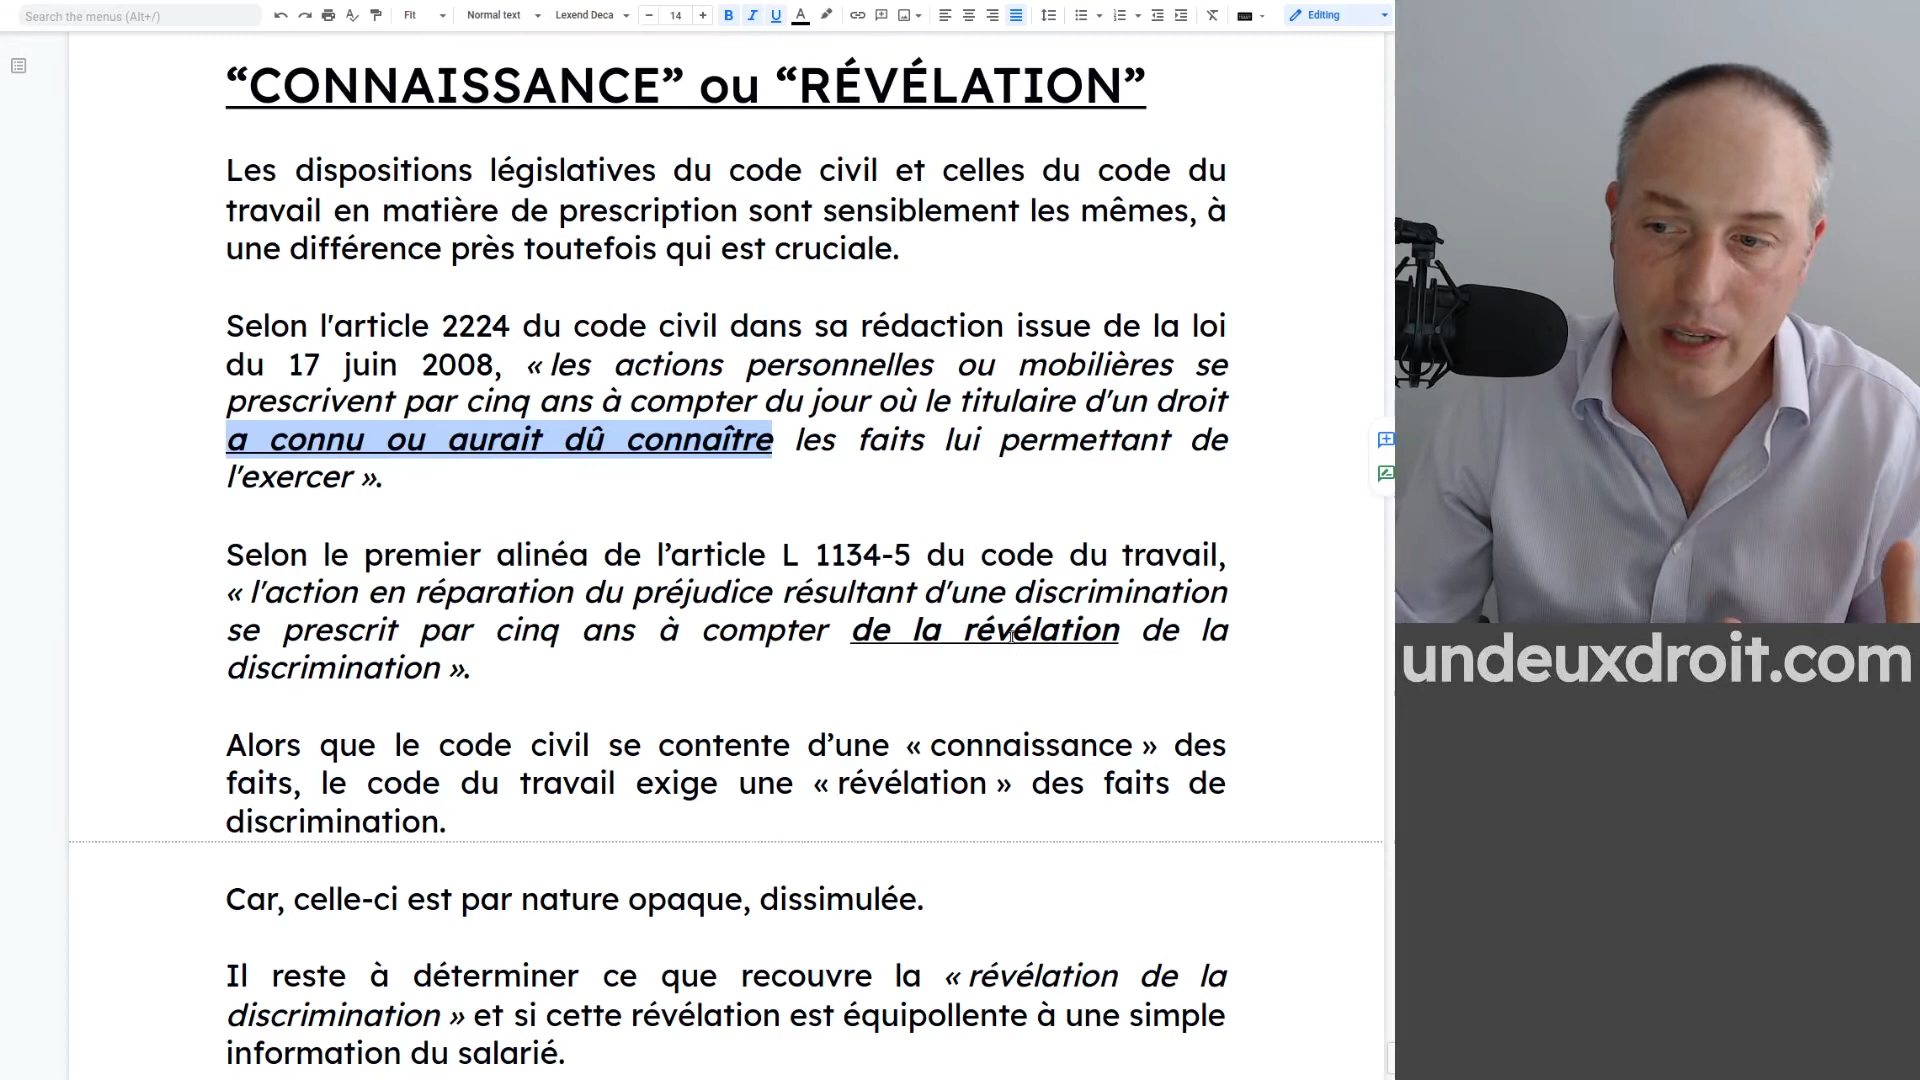 Search the menus (Alt+/)
Fit
Normal text
Lexend Deca
14
Editing
“CONNAISSANCE” ou “RÉVÉLATION”
Les dispositions législatives du code civil et celles du code du
travail en matière de prescription sont sensiblement les mêmes, à
une différence près toutefois qui est cruciale.
Selon l'article 2224 du code civil dans sa rédaction issue de la loi
du 17 juin 2008, « les actions personnelles ou mobilières se
prescrivent par cinq ans à compter du jour où le titulaire d'un droit
a connu ou aurait dû connaître les faits lui permettant de
l'exercer ».
Selon le premier alinéa de l’article L 1134-5 du code du travail,
« l'action en réparation du préjudice résultant d'une discrimination
se prescrit par cinq ans à compter de la révélation de la
discrimination ».
Alors que le code civil se contente d’une « connaissance » des
faits, le code du travail exige une « révélation » des faits de
discrimination.
Car, celle-ci est par nature opaque, dissimulée.
Il reste à déterminer ce que recouvre la « révélation de la
discrimination » et si cette révélation est équipollente à une simple
information du salarié.
undeuxdroit.com